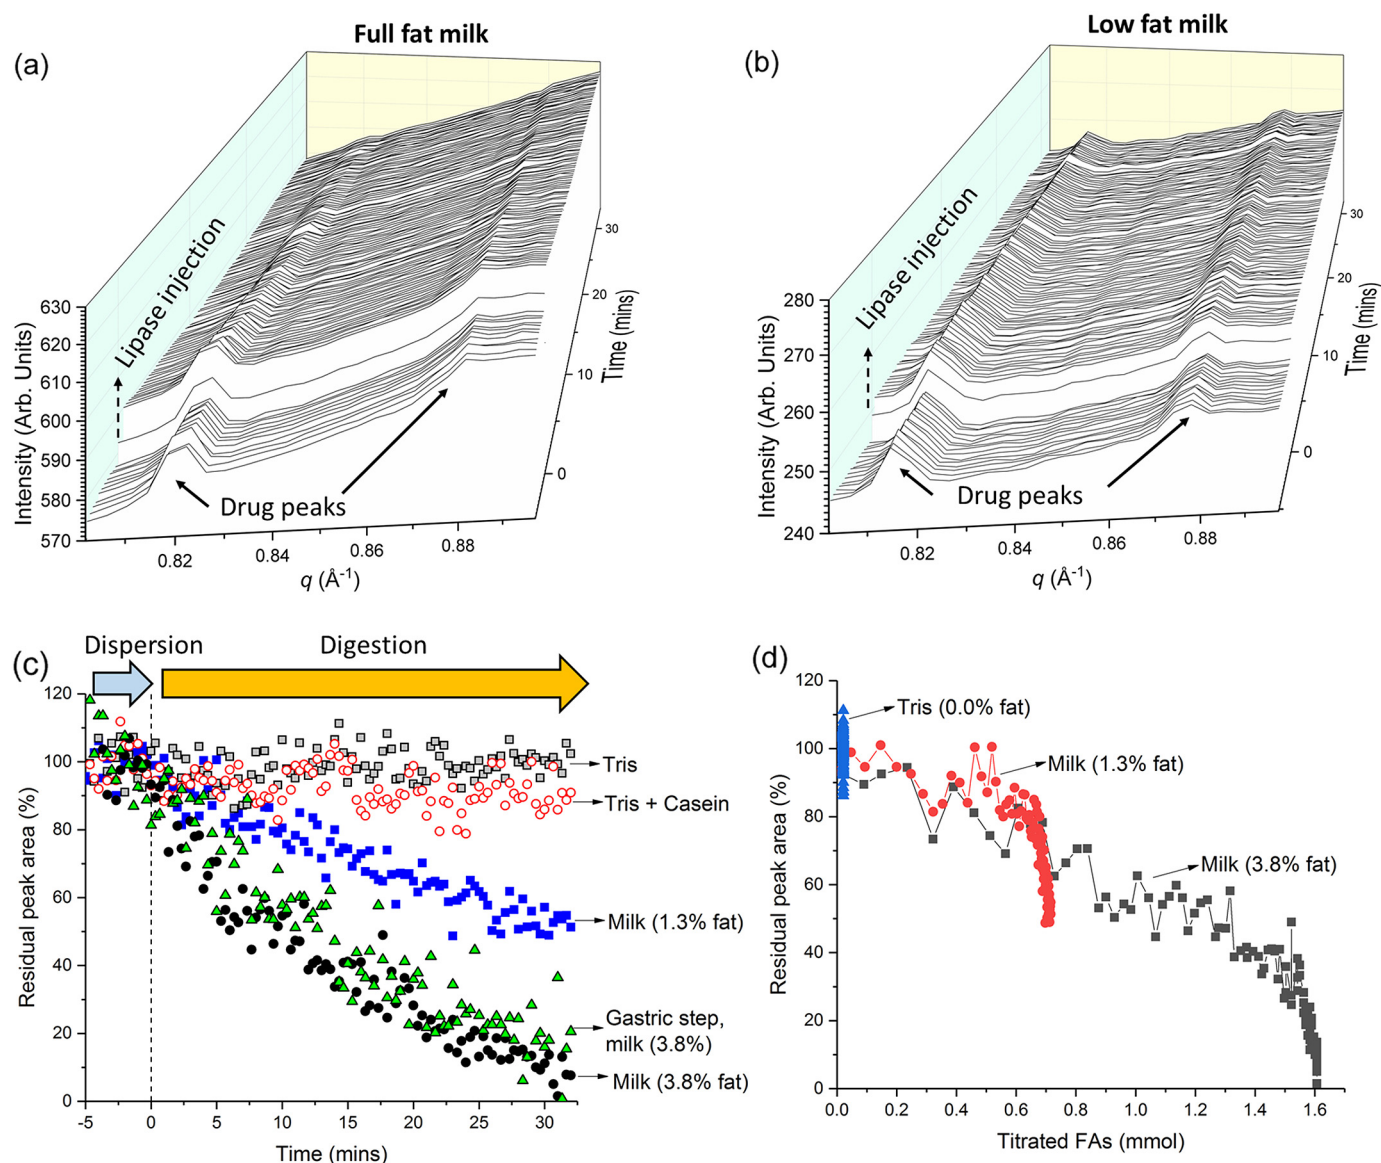 (a)
Full fat milk
Lipase injection
Drug peaks
Intensity (Arb. Units)
630
620
610
600
590
580
570
0.82
0.84
0.86
0.88
q (Å-1)
0
10
20
30
Time (mins)
(b)
Low fat milk
Lipase injection
Drug peaks
Intensity (Arb. Units)
280
270
260
250
240
0.82
0.84
0.86
0.88
q (Å-1)
0
10
20
30
Time (mins)
(c)
Dispersion
Digestion
Residual peak area (%)
120
100
80
60
40
20
0
Tris
Tris + Casein
Milk (1.3% fat)
Gastric step,
milk (3.8%)
Milk (3.8% fat)
-5
0
5
10
15
20
25
30
Time (mins)
(d)
Residual peak area (%)
120
100
80
60
40
20
0
Tris (0.0% fat)
Milk (1.3% fat)
Milk (3.8% fat)
0.0
0.2
0.4
0.6
0.8
1.0
1.2
1.4
1.6
Titrated FAs (mmol)